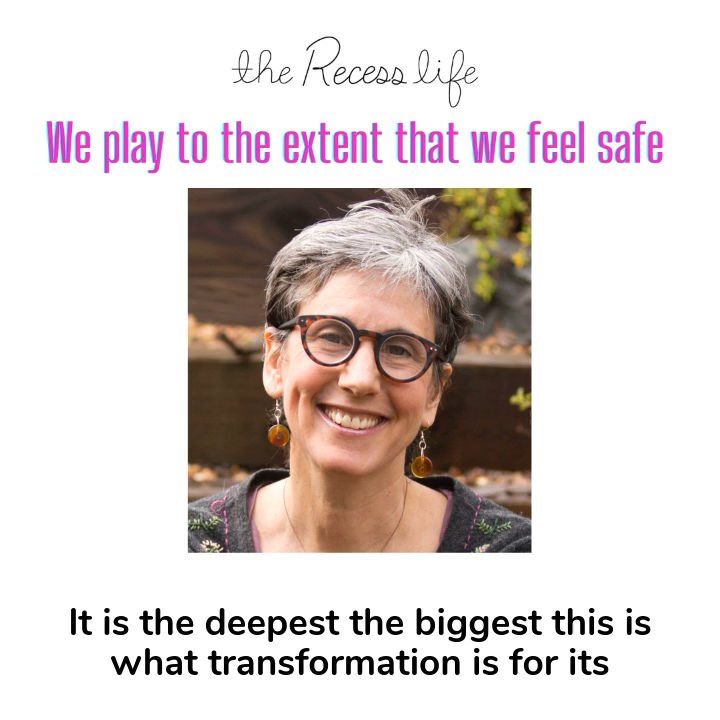 the Recess life
We play to the extent that we feel safe
It is the deepest the biggest this is
what transformation is for its